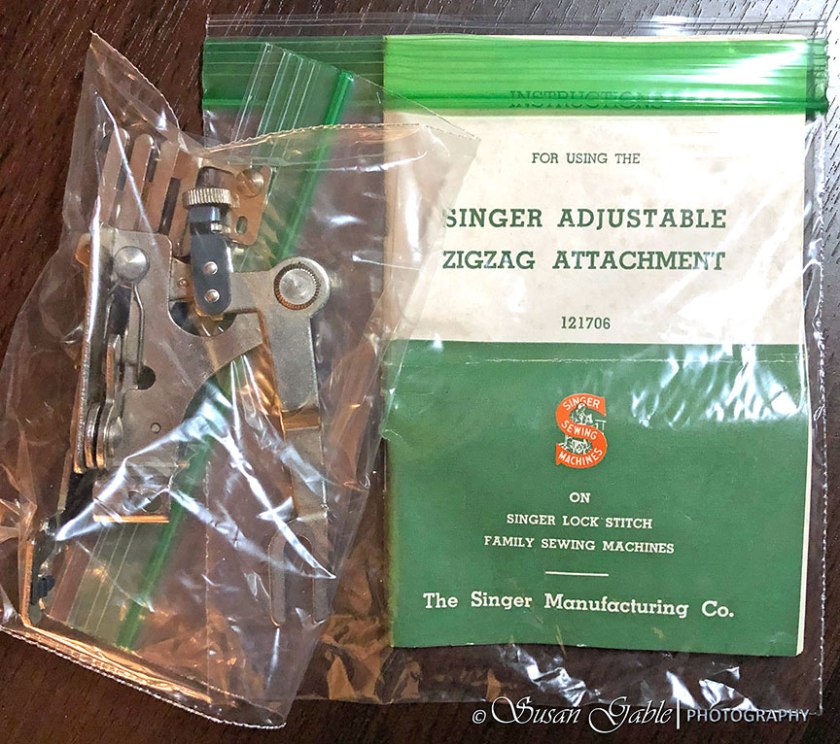 INSTRUCTIONS
FOR USING THE
SINGER ADJUSTABLE
ZIGZAG ATTACHMENT
121706
SINGER
SEWING
MACHINES
ON
SINGER LOCK STITCH
FAMILY SEWING MACHINES
The Singer Manufacturing Co.
© Susan Gable | PHOTOGRAPHY